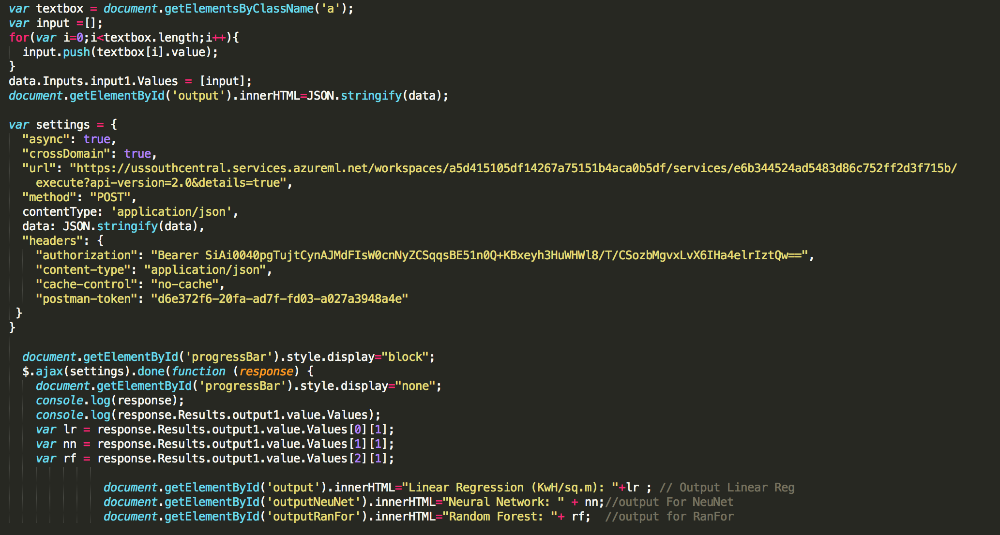 var textbox = document.getElementsByClassName('a');
var input =[];
for(var i=0;i<textbox.length;i++){
  input.push(textbox[i].value);
}
data.Inputs.input1.Values = [input];
document.getElementById('output').innerHTML=JSON.stringify(data);

var settings = {
  "async": true,
  "crossDomain": true,
  "url": "https://ussouthcentral.services.azureml.net/workspaces/a5d415105df14267a75151b4aca0b5df/services/e6b344524ad5483d86c752ff2d3f715b/
    execute?api-version=2.0&details=true",
  "method": "POST",
  contentType: 'application/json',
  data: JSON.stringify(data),
  "headers": {
    "authorization": "Bearer SiAi0040pgTujtCynAJMdFIsW0cnNyZCSqqsBE51n0Q+KBxeyh3HuWHWl8/T/CSozbMgvxLvX6IHa4elrIztQw==",
    "content-type": "application/json",
    "cache-control": "no-cache",
    "postman-token": "d6e372f6-20fa-ad7f-fd03-a027a3948a4e"
 }
}

  document.getElementById('progressBar').style.display="block";
  $.ajax(settings).done(function (response) {
    document.getElementById('progressBar').style.display="none";
    console.log(response);
    console.log(response.Results.output1.value.Values);
    var lr = response.Results.output1.value.Values[0][1];
    var nn = response.Results.output1.value.Values[1][1];
    var rf = response.Results.output1.value.Values[2][1];

              document.getElementById('output').innerHTML="Linear Regression (KwH/sq.m): "+lr ; // Output Linear Reg
              document.getElementById('outputNeuNet').innerHTML="Neural Network: " + nn;//output For NeuNet
              document.getElementById('outputRanFor').innerHTML="Random Forest: "+ rf;  //output for RanFor